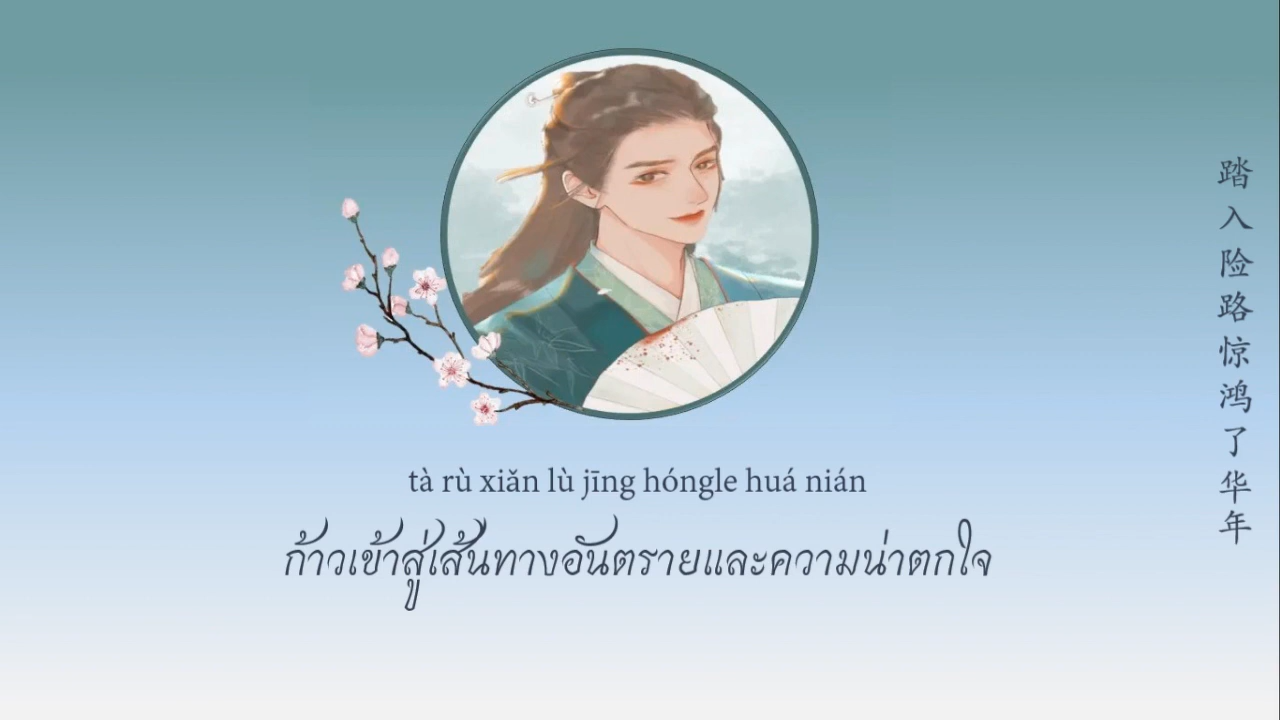 tà rù xiǎn lù jīng hóngle huá nián
ก้าวเข้าสู่เส้นทางอันตรายและความน่าตกใจ
踏入险路惊鸿了华年